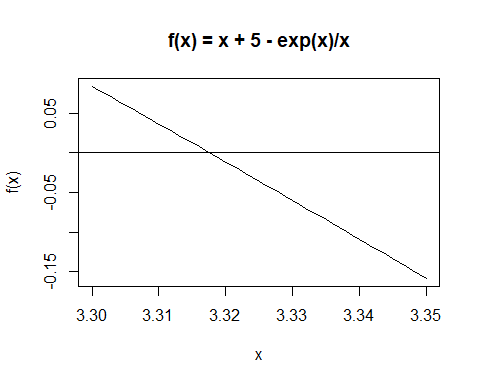 f(x) = x + 5 - exp(x)/x
0.05
-0.05
-0.15
f(x)
3.30 3.31 3.32 3.33 3.34 3.35
x